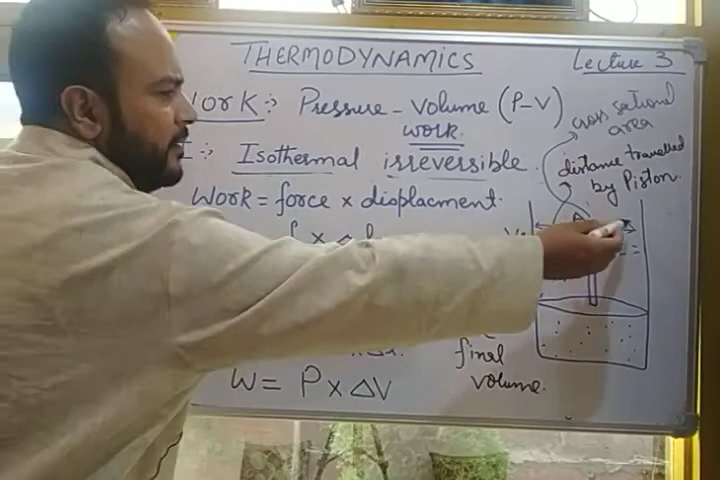 THERMODYNAMICS
Lecture 3
Work :- Pressure - Volume (P-V)
work.
cross sectional
area
I :- Isothermal irreversible.
distance travelled
by Piston.
Work = force × displacment.
f × Δl
A
final
volume.
W = P × ΔV